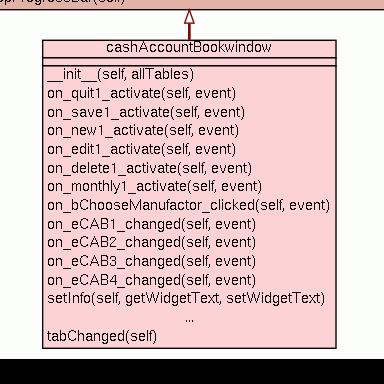 cashAccountBookwindow
__init__(self, allTables)
on_quit1_activate(self, event)
on_save1_activate(self, event)
on_new1_activate(self, event)
on_edit1_activate(self, event)
on_delete1_activate(self, event)
on_monthly1_activate(self, event)
on_bChooseManufactor_clicked(self, event)
on_eCAB1_changed(self, event)
on_eCAB2_changed(self, event)
on_eCAB3_changed(self, event)
on_eCAB4_changed(self, event)
setInfo(self, getWidgetText, setWidgetText)
...
tabChanged(self)